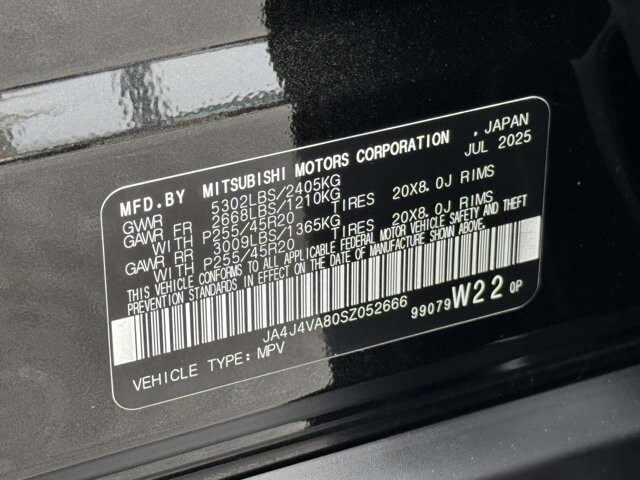 MFD.BY MITSUBISHI MOTORS CORPORATION . JAPAN
JUL 2025
GVWR 5302LBS/2405KG
GAWR FR 2668LBS/1210KG
WITH P255/45R20 TIRES 20X8.0J RIMS
GAWR RR 3009LBS/1365KG
WITH P255/45R20 TIRES 20X8.0J RIMS
THIS VEHICLE CONFORMS TO ALL APPLICABLE FEDERAL MOTOR VEHICLE SAFETY AND THEFT
PREVENTION STANDARDS IN EFFECT ON THE DATE OF MANUFACTURE SHOWN ABOVE.
JA4J4VA80SZ052666
99079 W22 0P
VEHICLE TYPE: MPV